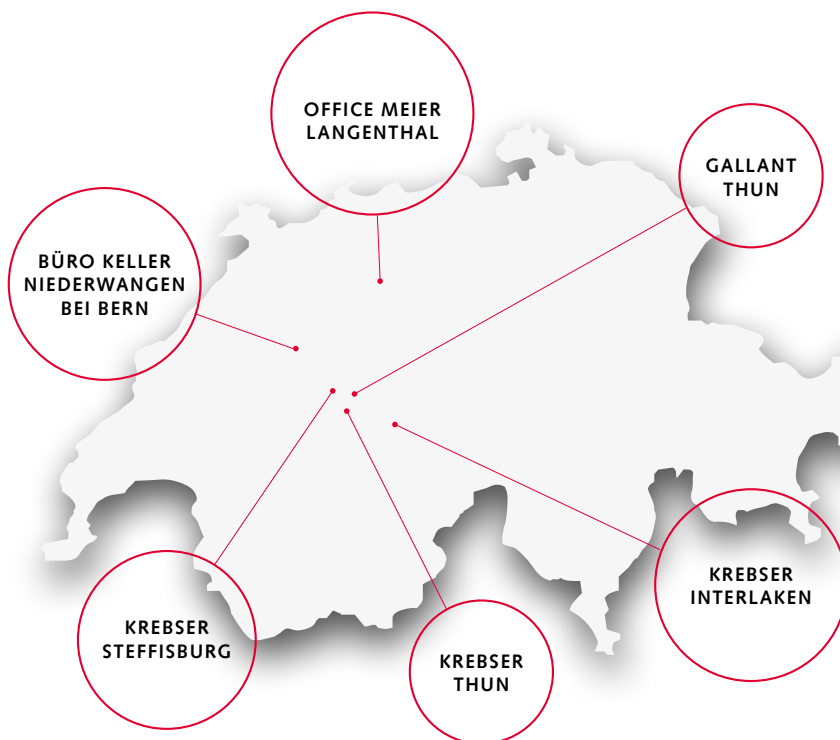 OFFICE MEIER
LANGENTHAL
GALLANT
THUN
BÜRO KELLER
NIEDERWANGEN
BEI BERN
KREBSER
INTERLAKEN
KREBSER
STEFFISBURG
KREBSER
THUN